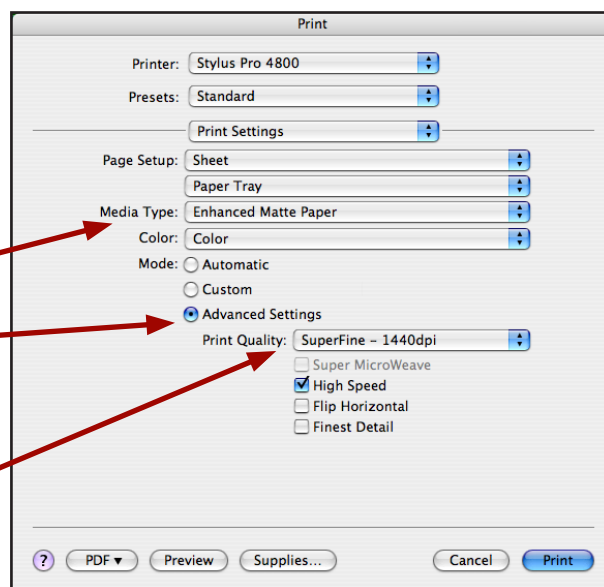 Print
Printer: Stylus Pro 4800
Presets: Standard
Print Settings
Page Setup: Sheet
Paper Tray
Media Type: Enhanced Matte Paper
Color: Color
Mode: Automatic
Custom
Advanced Settings
Print Quality: SuperFine – 1440dpi
Super MicroWeave
High Speed
Flip Horizontal
Finest Detail
? PDF▼ Preview Supplies... Cancel Print